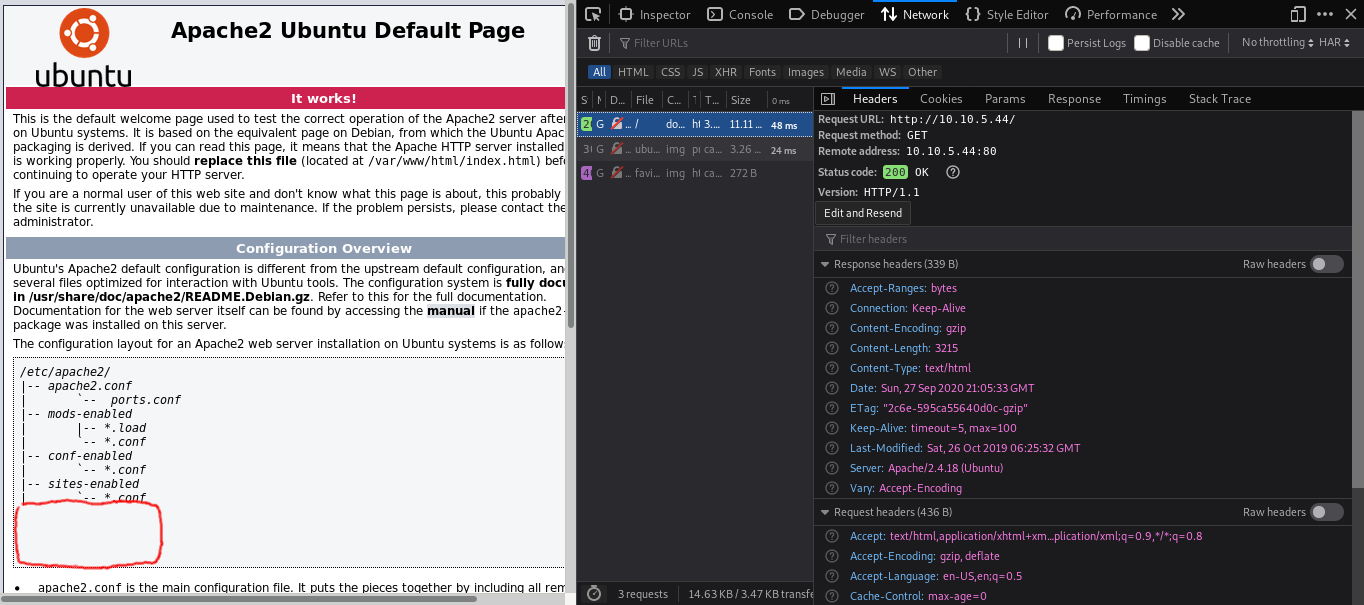 Apache2 Ubuntu Default Page
ubuntu
It works!
This is the default welcome page used to test the correct operation of the Apache2 server after
on Ubuntu systems. It is based on the equivalent page on Debian, from which the Ubuntu Apac
packaging is derived. If you can read this page, it means that the Apache HTTP server installed
is working properly. You should replace this file (located at /var/www/html/index.html) befo
continuing to operate your HTTP server.
If you are a normal user of this web site and don't know what this page is about, this probably
the site is currently unavailable due to maintenance. If the problem persists, please contact the
administrator.
Configuration Overview
Ubuntu's Apache2 default configuration is different from the upstream default configuration, an
several files optimized for interaction with Ubuntu tools. The configuration system is fully docu
in /usr/share/doc/apache2/README.Debian.gz. Refer to this for the full documentation.
Documentation for the web server itself can be found by accessing the manual if the apache2-
package was installed on this server.
The configuration layout for an Apache2 web server installation on Ubuntu systems is as follow
/etc/apache2/
|-- apache2.conf
|       `--  ports.conf
|-- mods-enabled
|       |-- *.load
|       `-- *.conf
|-- conf-enabled
|       `-- *.conf
|-- sites-enabled
|       `-- *.conf
• apache2.conf is the main configuration file. It puts the pieces together by including all rem
Inspector Console Debugger Network Style Editor Performance
Filter URLs Persist Logs Disable cache No throttling HAR
All HTML CSS JS XHR Fonts Images Media WS Other
S D... File C... T... Size 0 ms
G ... / do... 3.... 11.11 ... 48 ms
G ... ubu... img ca... 3.26 ... 24 ms
G ... favi... img ca... 272 B
3 requests 14.63 KB / 3.47 KB transfe
Headers Cookies Params Response Timings Stack Trace
Request URL: http://10.10.5.44/
Request method: GET
Remote address: 10.10.5.44:80
Status code: 200 OK
Version: HTTP/1.1
Edit and Resend
Filter headers
Response headers (339 B) Raw headers
Accept-Ranges: bytes
Connection: Keep-Alive
Content-Encoding: gzip
Content-Length: 3215
Content-Type: text/html
Date: Sun, 27 Sep 2020 21:05:33 GMT
ETag: "2c6e-595ca55640d0c-gzip"
Keep-Alive: timeout=5, max=100
Last-Modified: Sat, 26 Oct 2019 06:25:32 GMT
Server: Apache/2.4.18 (Ubuntu)
Vary: Accept-Encoding
Request headers (436 B) Raw headers
Accept: text/html,application/xhtml+xm…plication/xml;q=0.9,*/*;q=0.8
Accept-Encoding: gzip, deflate
Accept-Language: en-US,en;q=0.5
Cache-Control: max-age=0